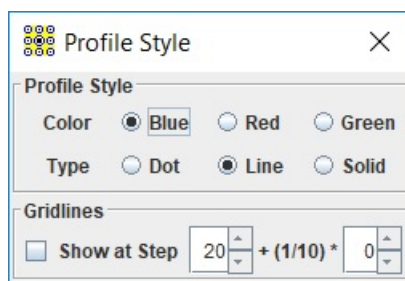 Profile Style
Profile Style
Color Blue Red Green
Type Dot Line Solid
Gridlines
Show at Step 20 + (1/10) * 0